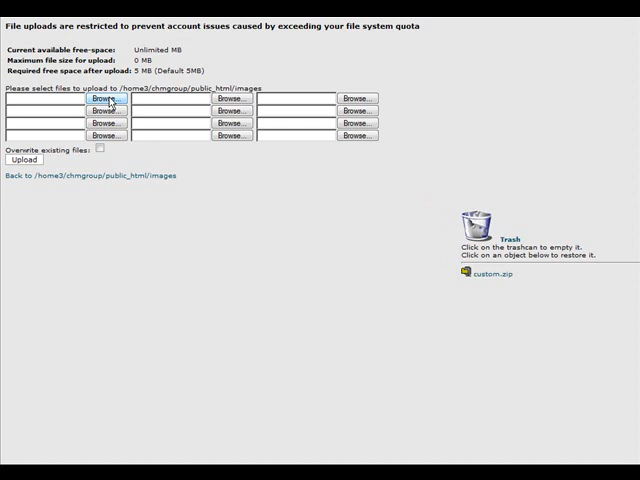 File uploads are restricted to prevent account issues caused by exceeding your file system quota
Current available free-space: Unlimited MB
Maximum file size for upload: 0 MB
Required free space after upload: 5 MB (Default 5MB)
Please select files to upload to /home3/chmgroup/public_html/images
Browse... Browse... Browse...
Browse... Browse... Browse...
Browse... Browse... Browse...
Browse... Browse... Browse...
Overwrite existing files:
Upload
Back to /home3/chmgroup/public_html/images
Trash
Click on the trashcan to empty it.
Click on an object below to restore it.
custom.zip